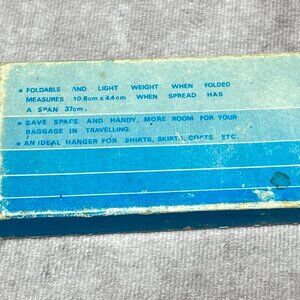 • FOLDABLE AND LIGHT WEIGHT WHEN FOLDED
MEASURES 10.8cm x 4.4cm WHEN SPREAD HAS
A SPAN 37cm.
• SAVE SPACE AND HANDY, MORE ROOM FOR YOUR
BAGGAGE IN TRAVELLING.
• AN IDEAL HANGER FOR SHIRTS, SKIRTS, COATS ETC.